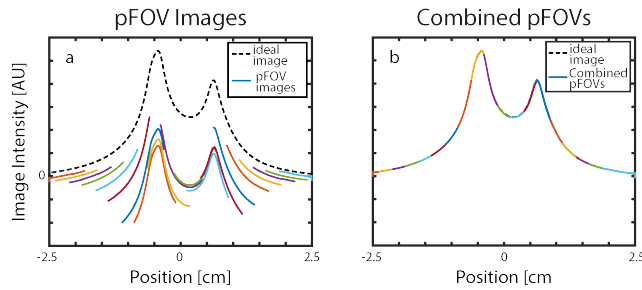 pFOV Images
Combined pFOVs
a
ideal
image
pFOV
images
b
ideal
image
Combined
pFOVs
Image Intensity [AU]
0
-2.5
0
2.5
-2.5
0
2.5
Position [cm]
Position [cm]